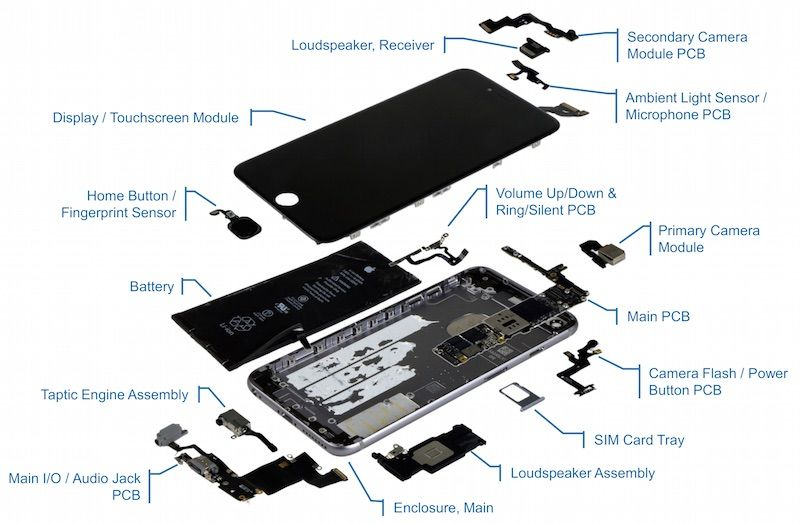 Loudspeaker, Receiver
Secondary Camera
Module PCB
Ambient Light Sensor /
Microphone PCB
Display / Touchscreen Module
Home Button /
Fingerprint Sensor
Volume Up/Down &
Ring/Silent PCB
Primary Camera
Module
Battery
Li-ion
Main PCB
Camera Flash / Power
Button PCB
Taptic Engine Assembly
SIM Card Tray
Main I/O / Audio Jack
PCB
Loudspeaker Assembly
Enclosure, Main